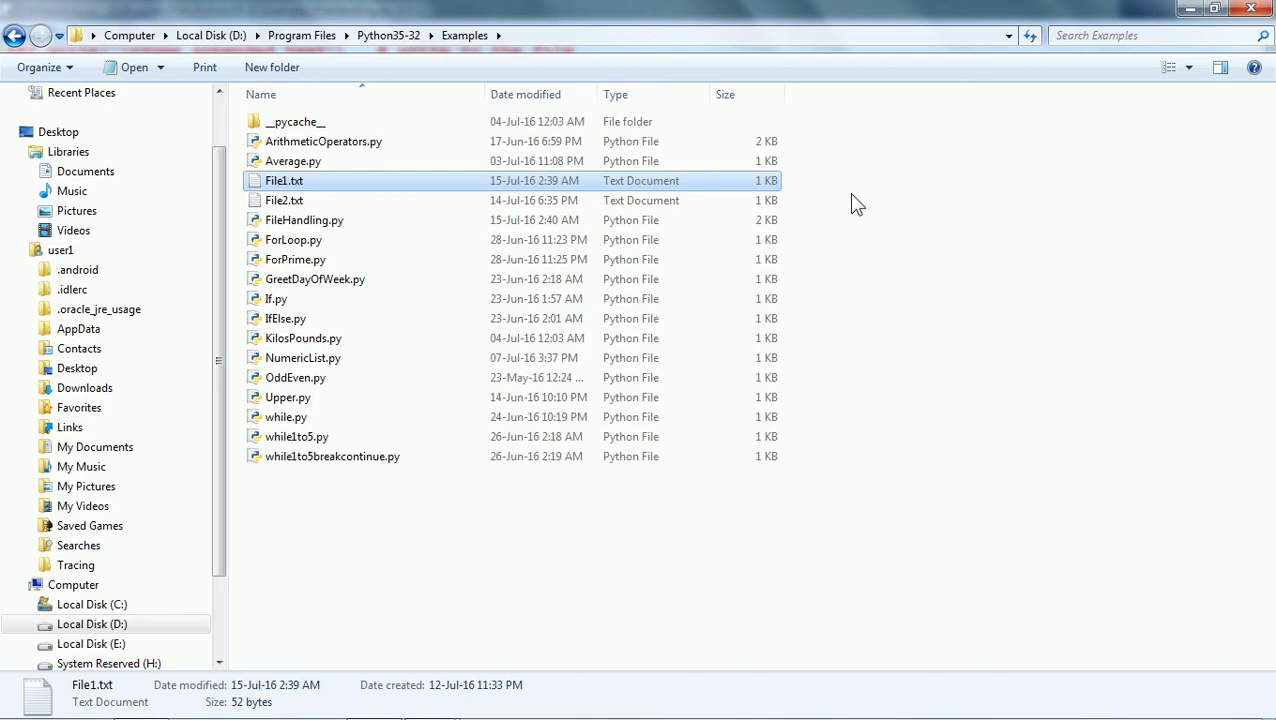 Computer Local Disk (D:) Program Files Python35-32 Examples Search Examples
Organize Open Print New folder
Recent Places
Desktop
Libraries
Documents
Music
Pictures
Videos
user1
.android
.idlerc
.oracle_jre_usage
AppData
Contacts
Desktop
Downloads
Favorites
Links
My Documents
My Music
My Pictures
My Videos
Saved Games
Searches
Tracing
Computer
Local Disk (C:)
Local Disk (D:)
Local Disk (E:)
System Reserved (H:)
Name Date modified Type Size
__pycache__ 04-Jul-16 12:03 AM File folder
ArithmeticOperators.py 17-Jun-16 6:59 PM Python File 2 KB
Average.py 03-Jul-16 11:08 PM Python File 1 KB
File1.txt 15-Jul-16 2:39 AM Text Document 1 KB
File2.txt 14-Jul-16 6:35 PM Text Document 1 KB
FileHandling.py 15-Jul-16 2:40 AM Python File 2 KB
ForLoop.py 28-Jun-16 11:23 PM Python File 1 KB
ForPrime.py 28-Jun-16 11:25 PM Python File 1 KB
GreetDayOfWeek.py 23-Jun-16 2:18 AM Python File 1 KB
If.py 23-Jun-16 1:57 AM Python File 1 KB
IfElse.py 23-Jun-16 2:01 AM Python File 1 KB
KilosPounds.py 04-Jul-16 12:03 AM Python File 1 KB
NumericList.py 07-Jul-16 3:37 PM Python File 1 KB
OddEven.py 23-May-16 12:24 ... Python File 1 KB
Upper.py 14-Jun-16 10:10 PM Python File 1 KB
while.py 24-Jun-16 10:19 PM Python File 1 KB
while1to5.py 26-Jun-16 2:18 AM Python File 1 KB
while1to5breakcontinue.py 26-Jun-16 2:19 AM Python File 1 KB
File1.txt Date modified: 15-Jul-16 2:39 AM Date created: 12-Jul-16 11:33 PM
Text Document Size: 52 bytes